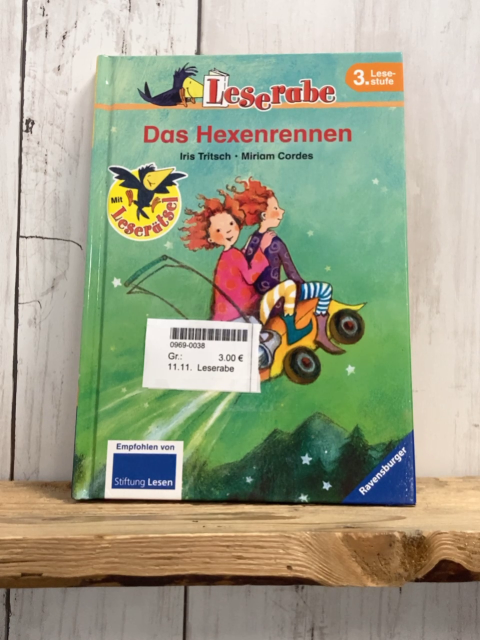 Leserabe
3. Lese-
stufe
Das Hexenrennen
Iris Tritsch • Miriam Cordes
Mit
Leserätsel
0969-0038
Gr.: 3.00 €
11.11. Leserabe
Empfohlen von
Stiftung Lesen
Ravensburger